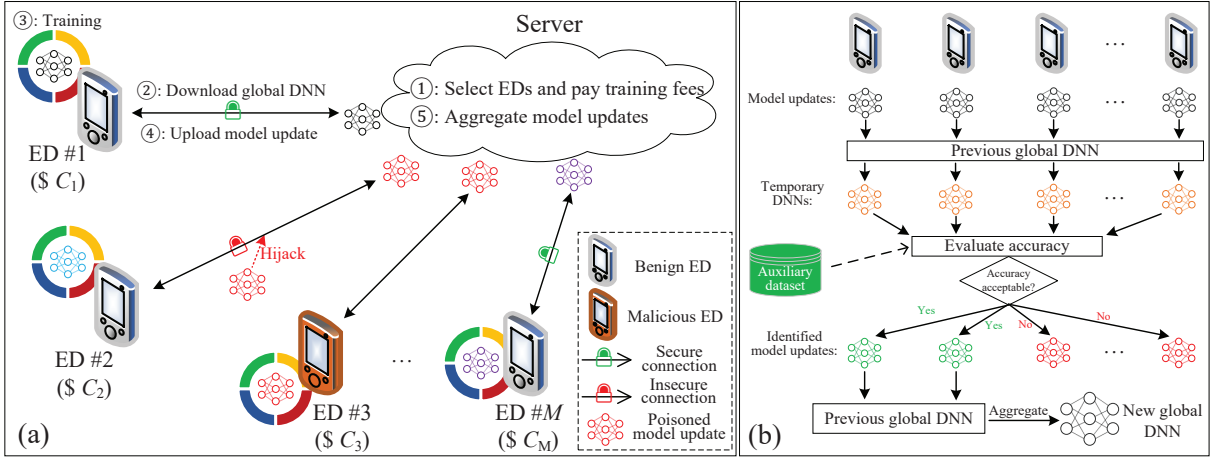 ③: Training
Server
②: Download global DNN
④: Upload model update
①: Select EDs and pay training fees
⑤: Aggregate model updates
ED #1
($ C1)
Hijack
ED #2
($ C2)
ED #3
($ C3)
...
ED #M
($ CM)
Benign ED
Malicious ED
Secure
connection
Insecure
connection
Poisoned
model update
(a)
...
Model updates:
...
Previous global DNN
Temporary
DNNs:
...
Evaluate accuracy
Auxiliary
dataset
Accuracy
acceptable?
Yes
Yes
No
No
Identified
model updates:
...
Previous global DNN
Aggregate
New global
DNN
(b)